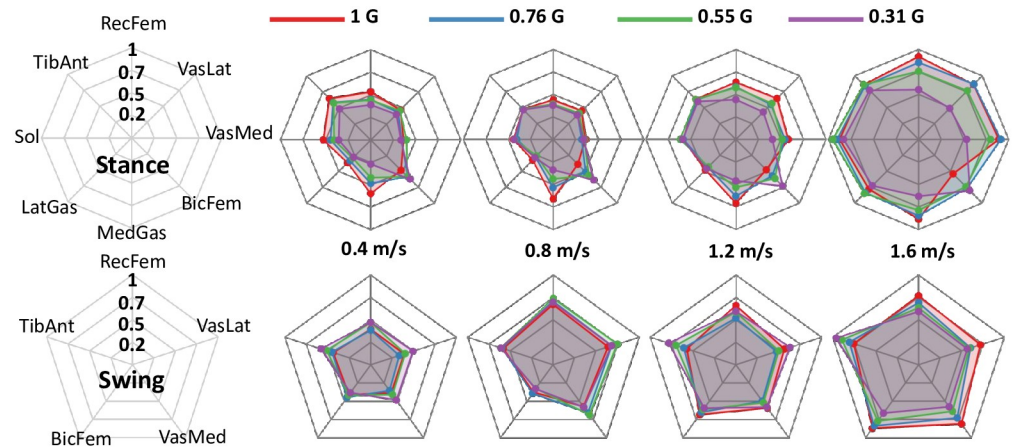 1 G 0.76 G 0.55 G 0.31 G
RecFem
TibAnt 1 VasLat
0.7
0.5
0.2
Sol VasMed
Stance
LatGas BicFem
MedGas
0.4 m/s 0.8 m/s 1.2 m/s 1.6 m/s
RecFem
1
0.7
TibAnt 0.5 VasLat
0.2
Swing
BicFem VasMed